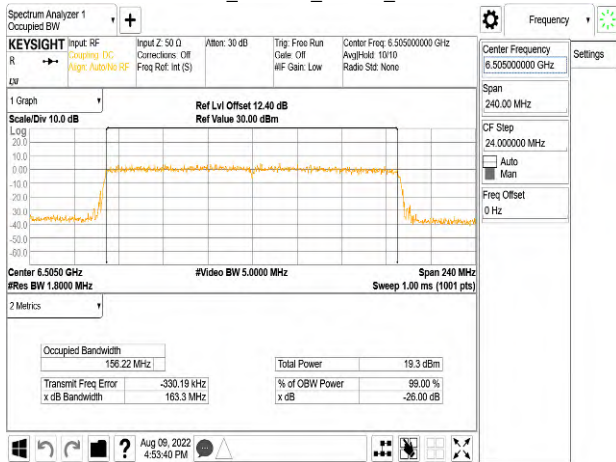 Spectrum Analyzer 1
Occupied BW
Frequency
KEYSIGHT
R
Input: RF
Coupling: DC
Align: Auto/No RF
Input Z: 50 Ω
Corrections: Off
Freq Ref: Int (S)
Atten: 30 dB
Trig: Free Run
Gate: Off
#IF Gain: Low
Center Freq: 6.505000000 GHz
Avg|Hold: 10/10
Radio Std: None
Center Frequency
6.505000000 GHz
Settings
Span
240.00 MHz
CF Step
24.000000 MHz
Auto
Man
Freq Offset
0 Hz
1 Graph
Scale/Div 10.0 dB
Ref Lvl Offset 12.40 dB
Ref Value 30.00 dBm
Log
20.0
10.0
0.00
-10.0
-20.0
-30.0
-40.0
-50.0
-60.0
Center 6.5050 GHz
#Video BW 5.0000 MHz
Span 240 MHz
#Res BW 1.8000 MHz
Sweep 1.00 ms (1001 pts)
2 Metrics
Occupied Bandwidth
156.22 MHz
Total Power 19.3 dBm
Transmit Freq Error -330.19 kHz
% of OBW Power 99.00 %
x dB Bandwidth 163.3 MHz
x dB -26.00 dB
?
Aug 09, 2022
4:53:40 PM